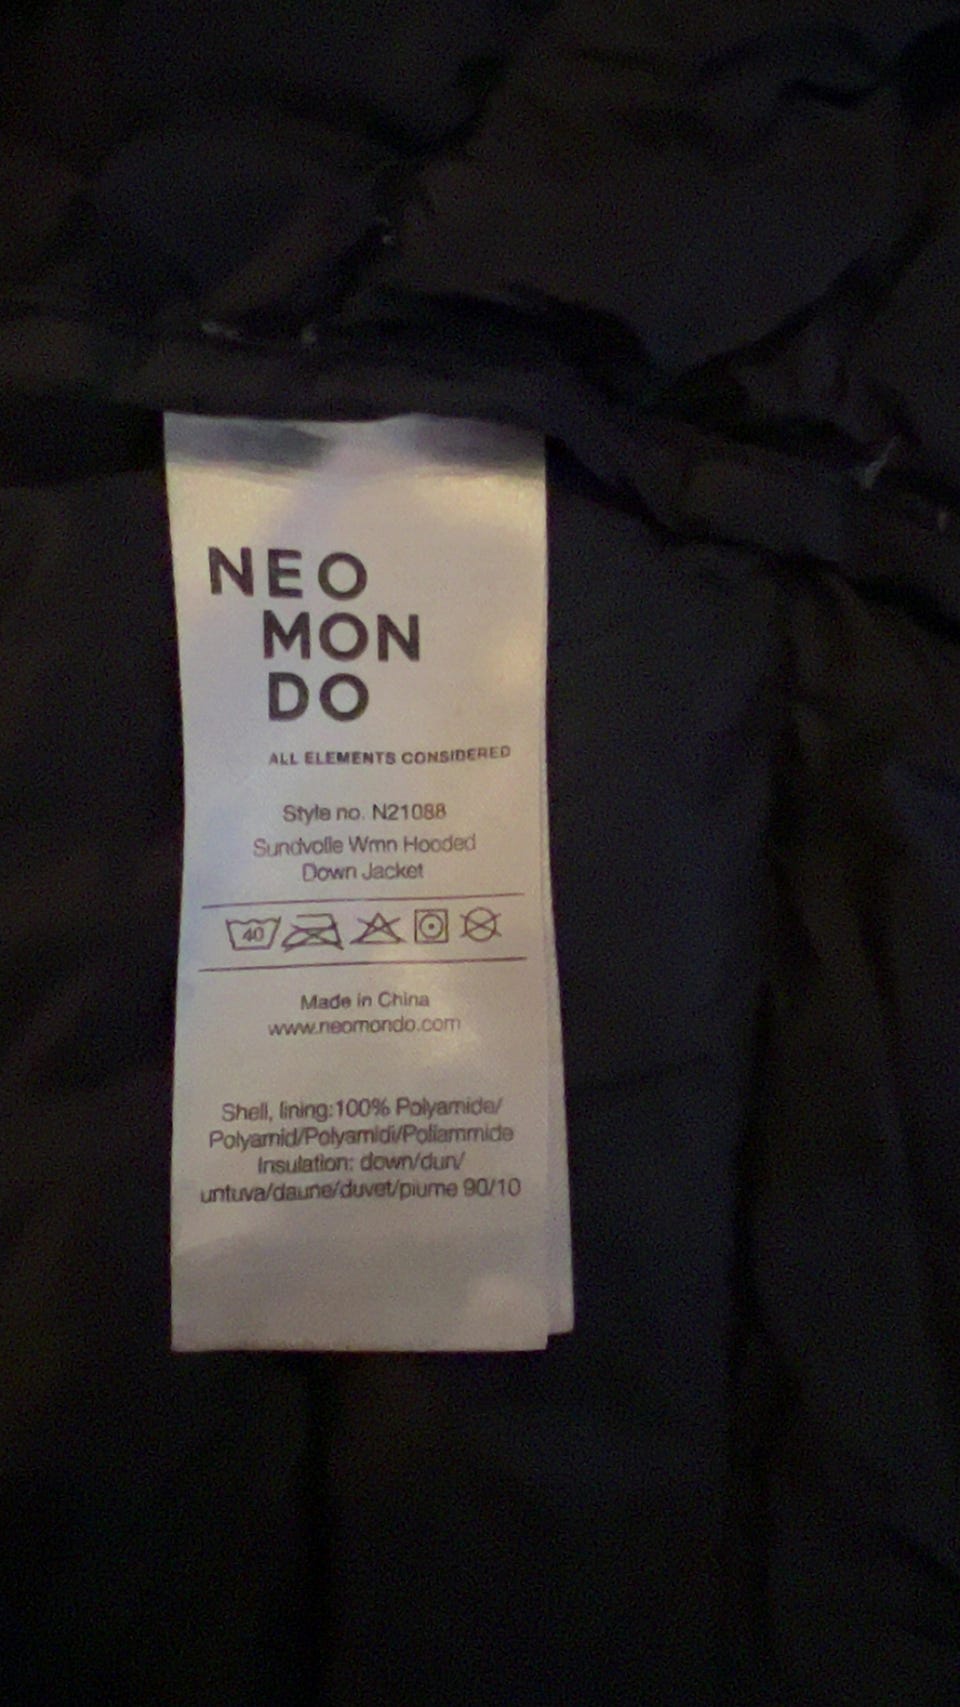 NEO
MON
DO
ALL ELEMENTS CONSIDERED
Style no. N21088
Sundvolle Wmn Hooded
Down Jacket
40
Made in China
www.neomondo.com
Shell, lining:100% Polyamide/
Polyamid/Polyamidi/Poliammide
Insulation: down/dun/
untuva/daune/duvet/piume 90/10